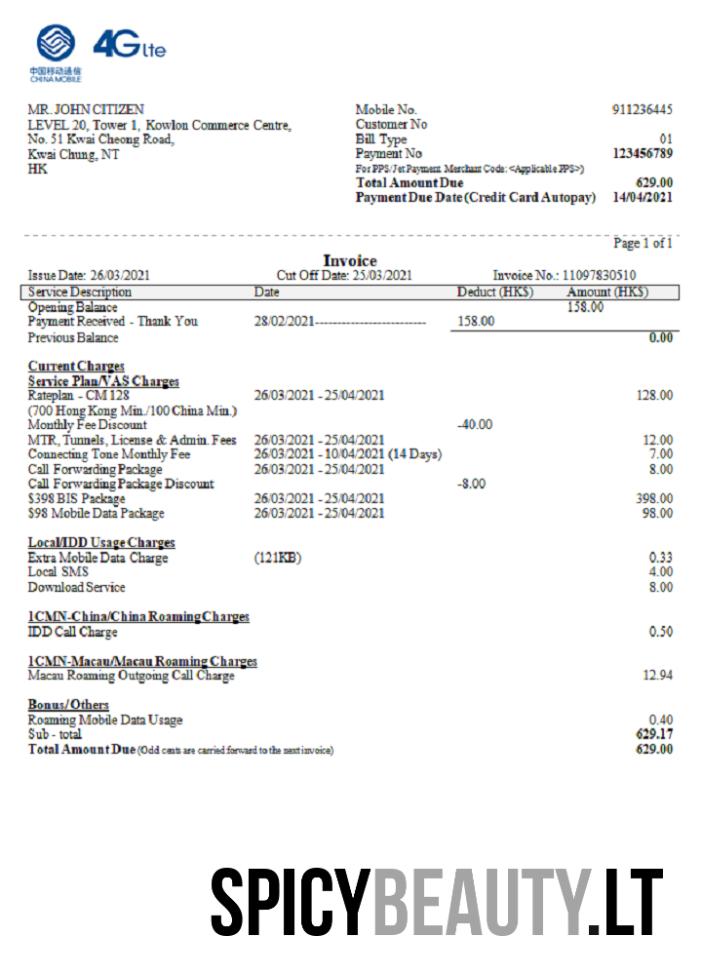 4G lte
中国移动通信
CHINA MOBILE
MR. JOHN CITIZEN
LEVEL 20, Tower 1, Kowlon Commerce Centre,
No. 51 Kwai Cheong Road,
Kwai Chung, NT
HK
Mobile No. 911236445
Customer No
Bill Type 01
Payment No 123456789
For PPS/Jet Payment Merchant Code: <Applicable PPS>)
Total Amount Due 629.00
Payment Due Date (Credit Card Autopay) 14/04/2021
Page 1 of 1
Invoice
Issue Date: 26/03/2021 Cut Off Date: 25/03/2021 Invoice No.: 11097830510
Service Description Date Deduct (HK$) Amount (HK$)
Opening Balance 158.00
Payment Received - Thank You 28/02/2021-------------------------- 158.00
Previous Balance 0.00
Current Charges
Service Plan/VAS Charges
Rateplan - CM 128 26/03/2021 - 25/04/2021 128.00
(700 Hong Kong Min./100 China Min.)
Monthly Fee Discount -40.00
MTR, Tunnels, License & Admin. Fees 26/03/2021 - 25/04/2021 12.00
Connecting Tone Monthly Fee 26/03/2021 - 10/04/2021 (14 Days) 7.00
Call Forwarding Package 26/03/2021 - 25/04/2021 8.00
Call Forwarding Package Discount -8.00
$398 BIS Package 26/03/2021 - 25/04/2021 398.00
$98 Mobile Data Package 26/03/2021 - 25/04/2021 98.00
Local/IDD Usage Charges
Extra Mobile Data Charge (121KB) 0.33
Local SMS 4.00
Download Service 8.00
1CMN-China/China Roaming Charges
IDD Call Charge 0.50
1CMN-Macau/Macau Roaming Charges
Macau Roaming Outgoing Call Charge 12.94
Bonus/Others
Roaming Mobile Data Usage 0.40
Sub - total 629.17
Total Amount Due (Odd cents are carried forward to the next invoice) 629.00
SPICYBEAUTY.LT